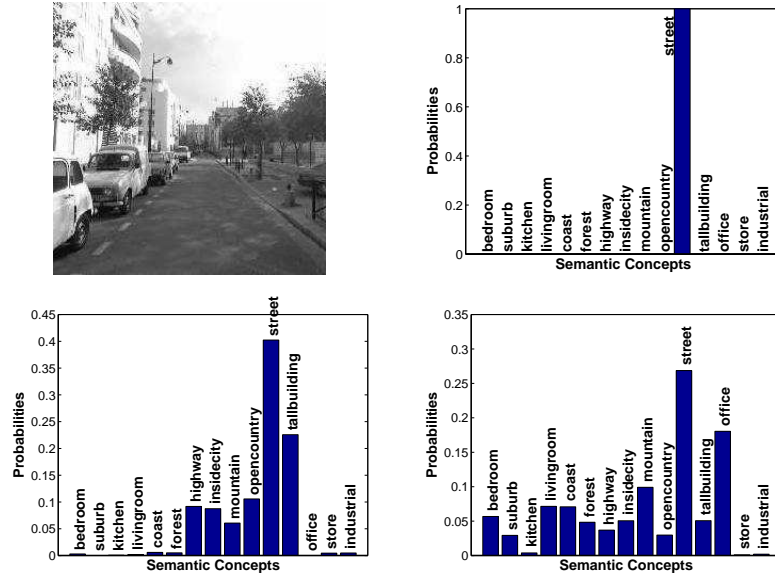 1
0.8
0.6
0.4
0.2
0
Probabilities
bedroom
suburb
kitchen
livingroom
coast
forest
highway
insidecity
mountain
opencountry
street
tallbuilding
office
store
industrial
Semantic Concepts
0.45
0.4
0.35
0.3
0.25
0.2
0.15
0.1
0.05
0
Probabilities
bedroom
suburb
kitchen
livingroom
coast
forest
highway
insidecity
mountain
opencountry
street
tallbuilding
office
store
industrial
Semantic Concepts
0.35
0.3
0.25
0.2
0.15
0.1
0.05
0
Probabilities
bedroom
suburb
kitchen
livingroom
coast
forest
highway
insidecity
mountain
opencountry
street
tallbuilding
office
store
industrial
Semantic Concepts